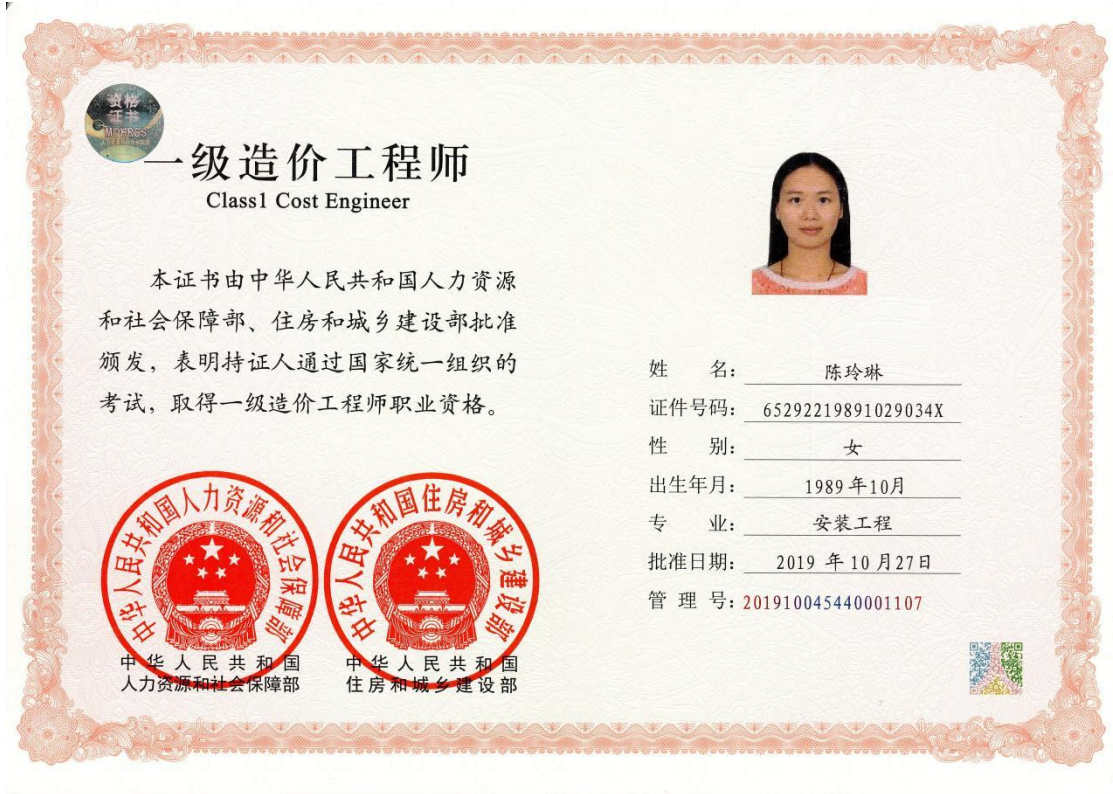 资格
证书
MOHRSS
一级造价工程师
Class1 Cost Engineer
本证书由中华人民共和国人力资源
和社会保障部、住房和城乡建设部批准
颁发，表明持证人通过国家统一组织的
考试，取得一级造价工程师职业资格。
中华人民共和国人力资源和社会保障部
中华人民共和国
人力资源和社会保障部
中华人民共和国住房和城乡建设部
中华人民共和国
住房和城乡建设部
姓 名： 陈玲琳
证件号码： 65292219891029034X
性 别： 女
出生年月： 1989年10月
专 业： 安装工程
批准日期： 2019 年 10 月27日
管 理 号：201910045440001107